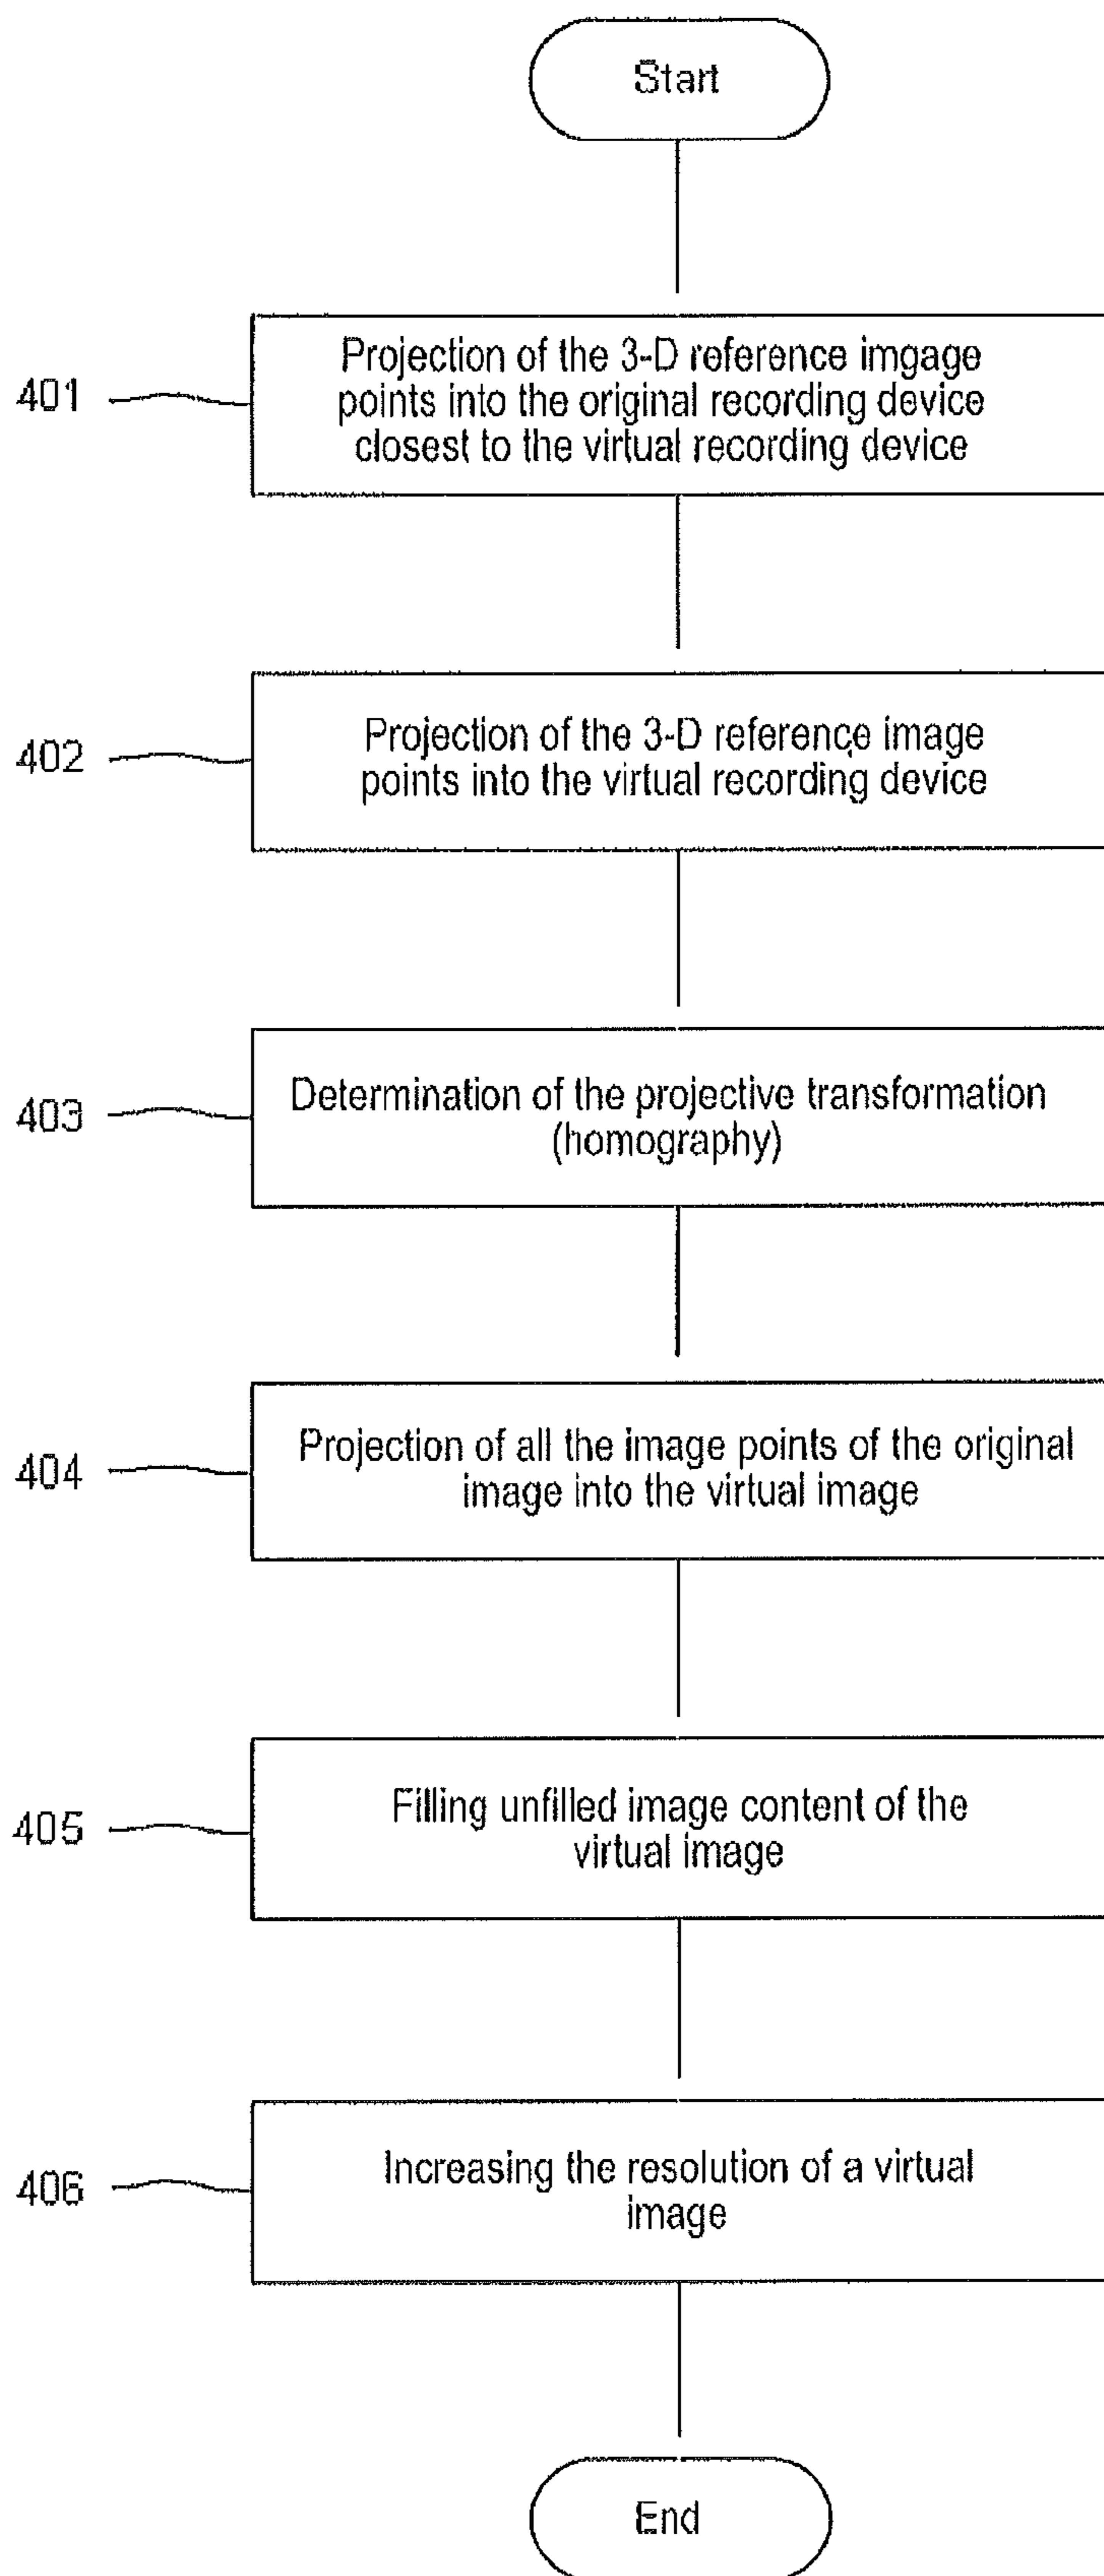 Start
401
Projection of the 3-D reference imgage
points into the original recording device
closest to the virtual recording device
402
Projection of the 3-D reference image
points into the virtual recording device
403
Determination of the projective transformation
(homography)
404
Projection of all the image points of the original
image into the virtual image
405
Filling unfilled image content of the
virtual image
406
Increasing the resolution of a virtual
image
End